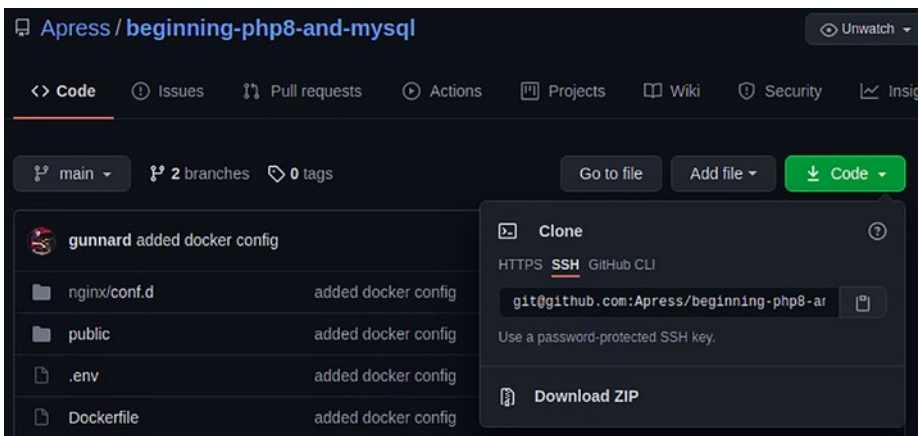 Apress / beginning-php8-and-mysql
Unwatch
Code Issues Pull requests Actions Projects Wiki Security Insig
main 2 branches 0 tags Go to file Add file Code
gunnard added docker config
nginx/conf.d added docker config
public added docker config
.env added docker config
Dockerfile added docker config
Clone
HTTPS SSH GitHub CLI
git@github.com:Apress/beginning-php8-ar
Use a password-protected SSH key.
Download ZIP